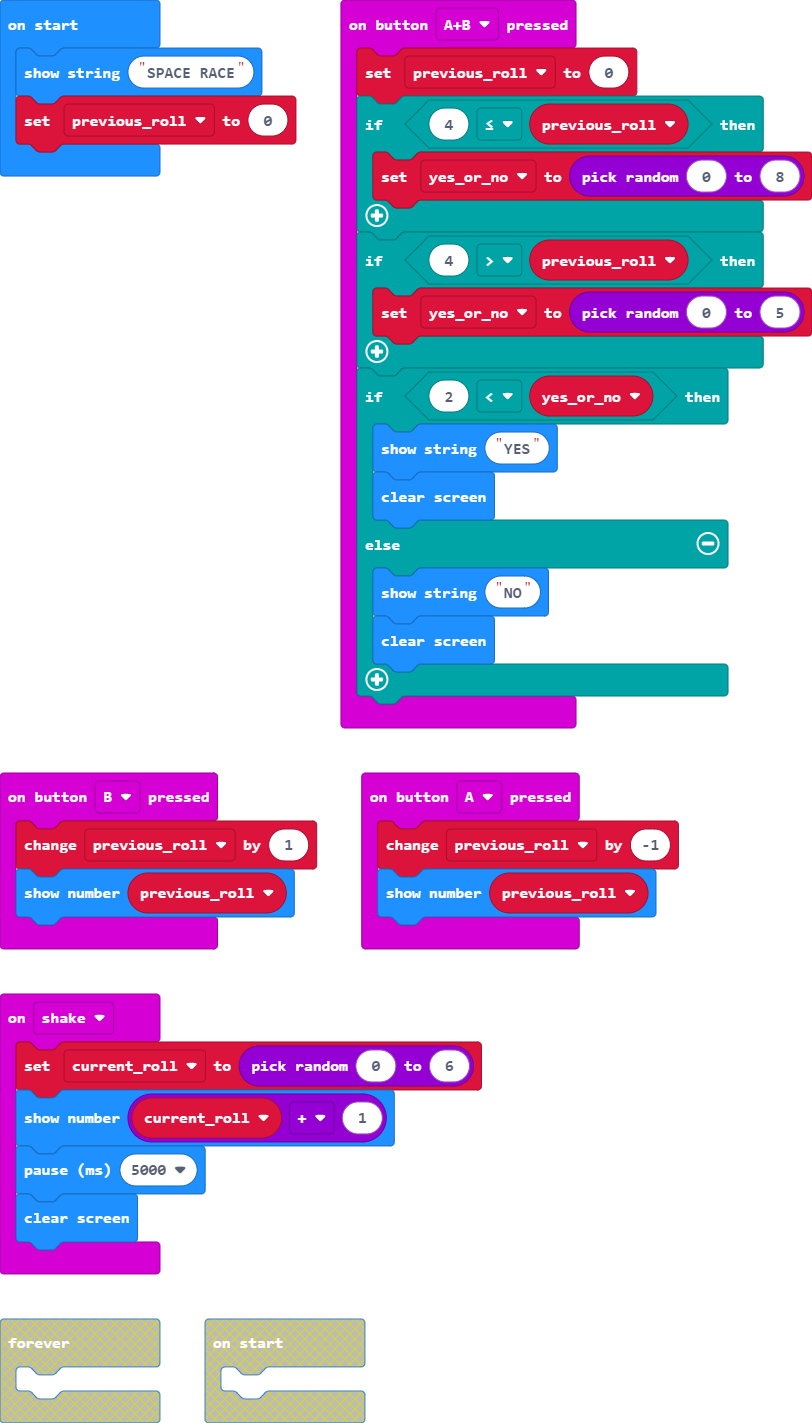 on start
show string "SPACE RACE"
set previous_roll to 0
on button A+B pressed
set previous_roll to 0
if 4 ≤ previous_roll then
set yes_or_no to pick random 0 to 8
if 4 > previous_roll then
set yes_or_no to pick random 0 to 5
if 2 < yes_or_no then
show string "YES"
clear screen
else
show string "NO"
clear screen
on button B pressed
change previous_roll by 1
show number previous_roll
on button A pressed
change previous_roll by -1
show number previous_roll
on shake
set current_roll to pick random 0 to 6
show number current_roll + 1
pause (ms) 5000
clear screen
forever
on start